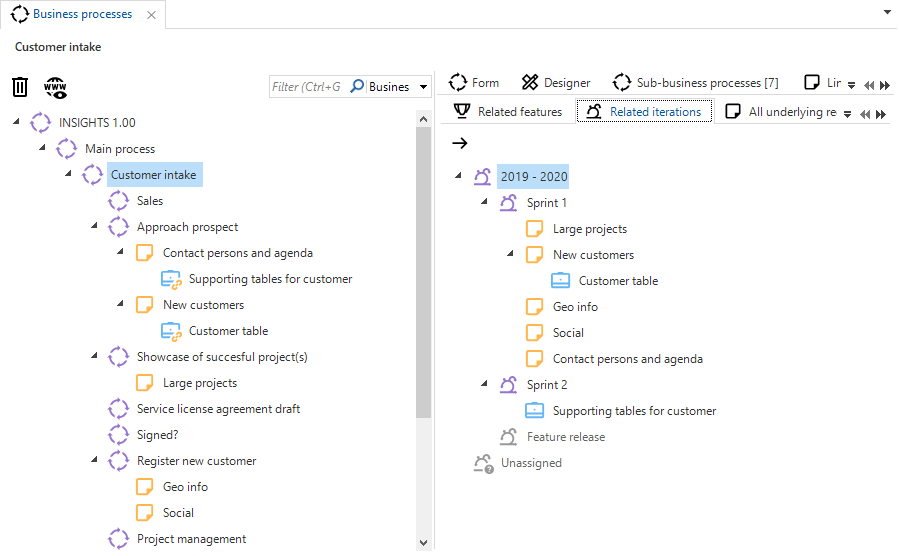 Business processes
Customer intake
WWW
Filter (Ctrl+G
Busines
INSIGHTS 1.00
Main process
Customer intake
Sales
Approach prospect
Contact persons and agenda
Supporting tables for customer
New customers
Customer table
Showcase of succesful project(s)
Large projects
Service license agreement draft
Signed?
Register new customer
Geo info
Social
Project management
Form
Designer
Sub-business processes [7]
Lin
Related features
Related iterations
All underlying re
2019 - 2020
Sprint 1
Large projects
New customers
Customer table
Geo info
Social
Contact persons and agenda
Sprint 2
Supporting tables for customer
Feature release
Unassigned